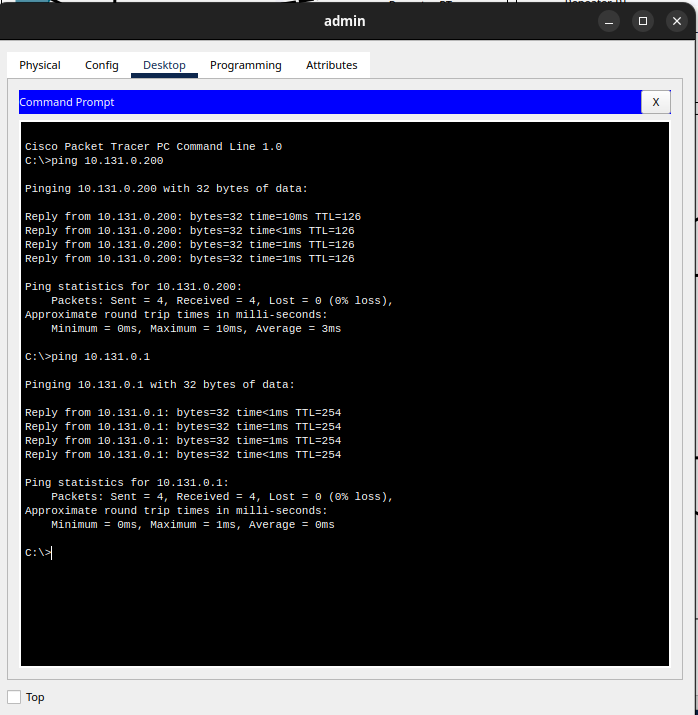 admin
Physical Config Desktop Programming Attributes
Command Prompt X
Cisco Packet Tracer PC Command Line 1.0
C:\>ping 10.131.0.200
Pinging 10.131.0.200 with 32 bytes of data:
Reply from 10.131.0.200: bytes=32 time=10ms TTL=126
Reply from 10.131.0.200: bytes=32 time<1ms TTL=126
Reply from 10.131.0.200: bytes=32 time=1ms TTL=126
Reply from 10.131.0.200: bytes=32 time=1ms TTL=126
Ping statistics for 10.131.0.200:
    Packets: Sent = 4, Received = 4, Lost = 0 (0% loss),
Approximate round trip times in milli-seconds:
    Minimum = 0ms, Maximum = 10ms, Average = 3ms
C:\>ping 10.131.0.1
Pinging 10.131.0.1 with 32 bytes of data:
Reply from 10.131.0.1: bytes=32 time<1ms TTL=254
Reply from 10.131.0.1: bytes=32 time=1ms TTL=254
Reply from 10.131.0.1: bytes=32 time=1ms TTL=254
Reply from 10.131.0.1: bytes=32 time<1ms TTL=254
Ping statistics for 10.131.0.1:
    Packets: Sent = 4, Received = 4, Lost = 0 (0% loss),
Approximate round trip times in milli-seconds:
    Minimum = 0ms, Maximum = 1ms, Average = 0ms
C:\>
Top